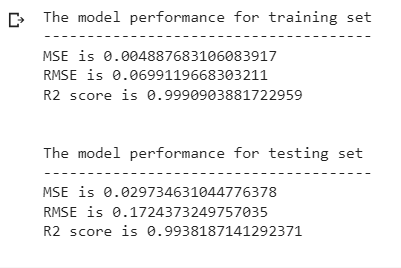 The model performance for training set
--------------------------------------
MSE is 0.004887683106083917
RMSE is 0.0699119668303211
R2 score is 0.9990903881722959
The model performance for testing set
--------------------------------------
MSE is 0.029734631044776378
RMSE is 0.1724373249757035
R2 score is 0.9938187141292371